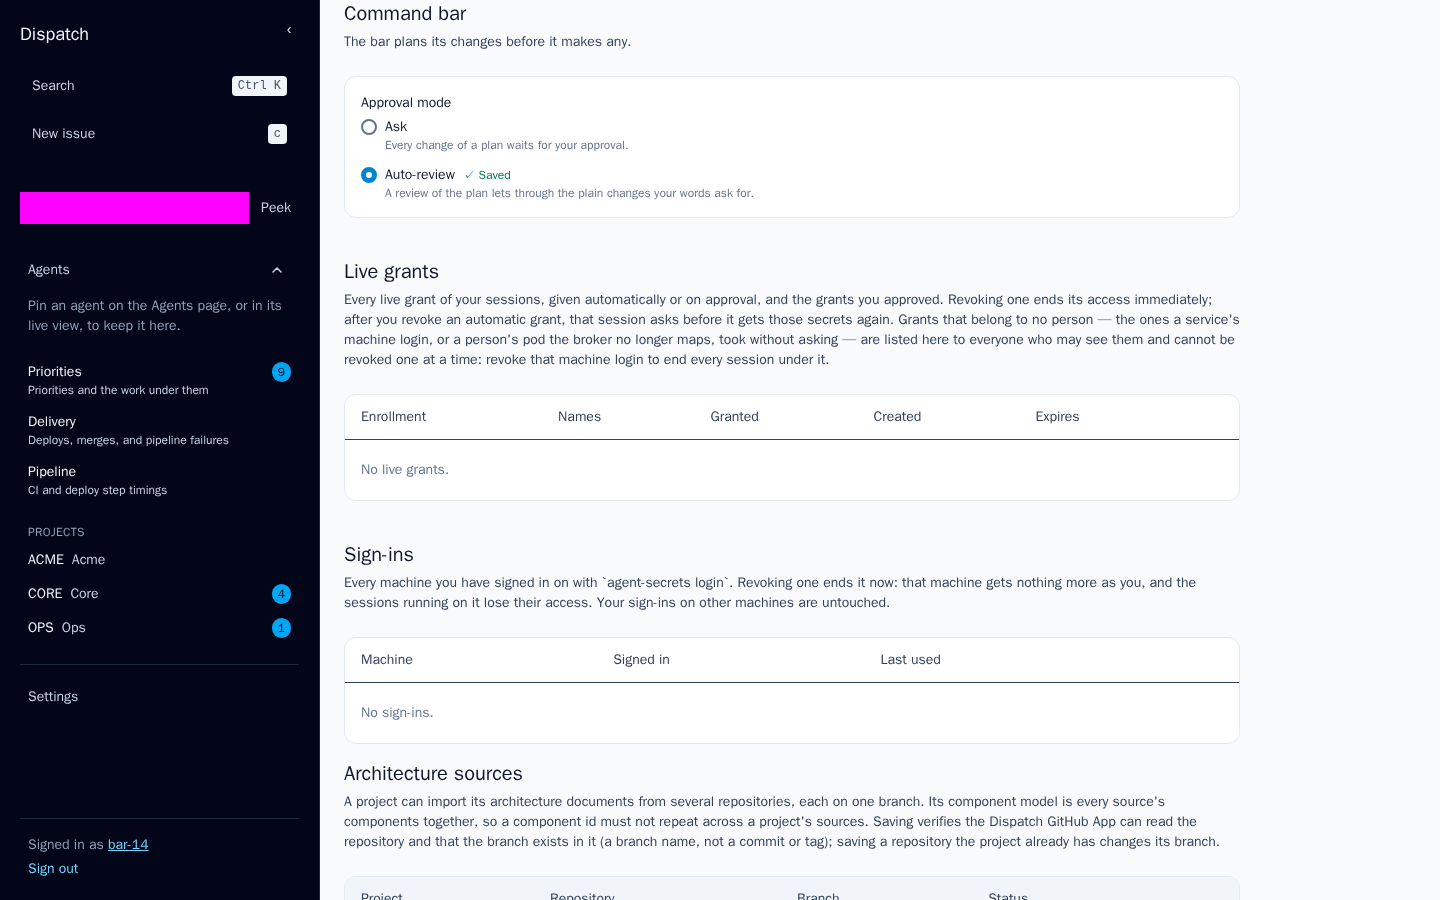 Dispatch
Search
Ctrl K
New issue
C
Peek
Agents
Pin an agent on the Agents page, or in its
live view, to keep it here.
Priorities
9
Priorities and the work under them
Delivery
Deploys, merges, and pipeline failures
Pipeline
CI and deploy step timings
PROJECTS
ACME Acme
CORE Core
4
OPS Ops
1
Settings
Signed in as bar-14
Sign out
Command bar
The bar plans its changes before it makes any.
Approval mode
Ask
Every change of a plan waits for your approval.
Auto-review ✓ Saved
A review of the plan lets through the plain changes your words ask for.
Live grants
Every live grant of your sessions, given automatically or on approval, and the grants you approved. Revoking one ends its access immediately;
after you revoke an automatic grant, that session asks before it gets those secrets again. Grants that belong to no person — the ones a service's
machine login, or a person's pod the broker no longer maps, took without asking — are listed here to everyone who may see them and cannot be
revoked one at a time: revoke that machine login to end every session under it.
Enrollment Names Granted Created Expires
No live grants.
Sign-ins
Every machine you have signed in on with `agent-secrets login`. Revoking one ends it now: that machine gets nothing more as you, and the
sessions running on it lose their access. Your sign-ins on other machines are untouched.
Machine Signed in Last used
No sign-ins.
Architecture sources
A project can import its architecture documents from several repositories, each on one branch. Its component model is every source's
components together, so a component id must not repeat across a project's sources. Saving verifies the Dispatch GitHub App can read the
repository and that the branch exists in it (a branch name, not a commit or tag); saving a repository the project already has changes its branch.
Project Repository Branch Status